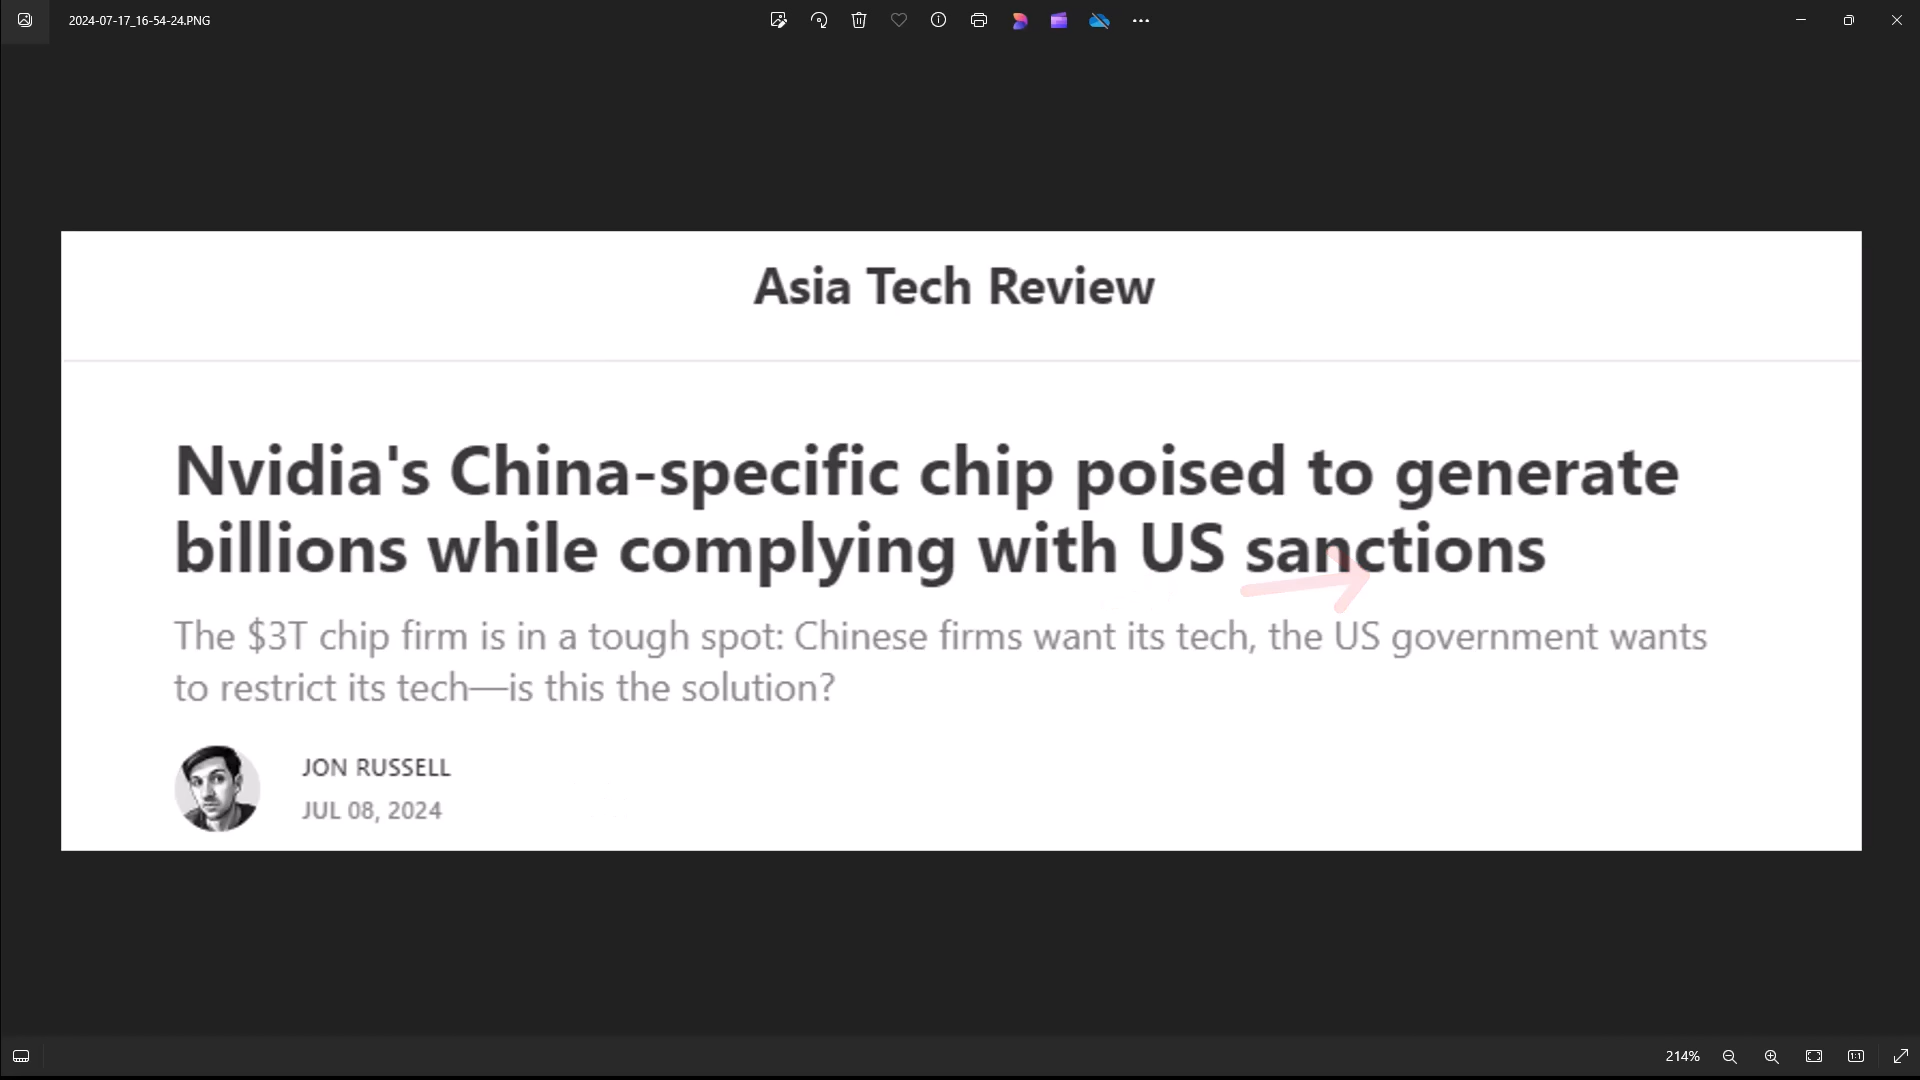 2024-07-17_16-54-24.PNG
Asia Tech Review
Nvidia's China-specific chip poised to generate
billions while complying with US sanctions
The $3T chip firm is in a tough spot: Chinese firms want its tech, the US government wants
to restrict its tech—is this the solution?
JON RUSSELL
JUL 08, 2024
214%
1:1